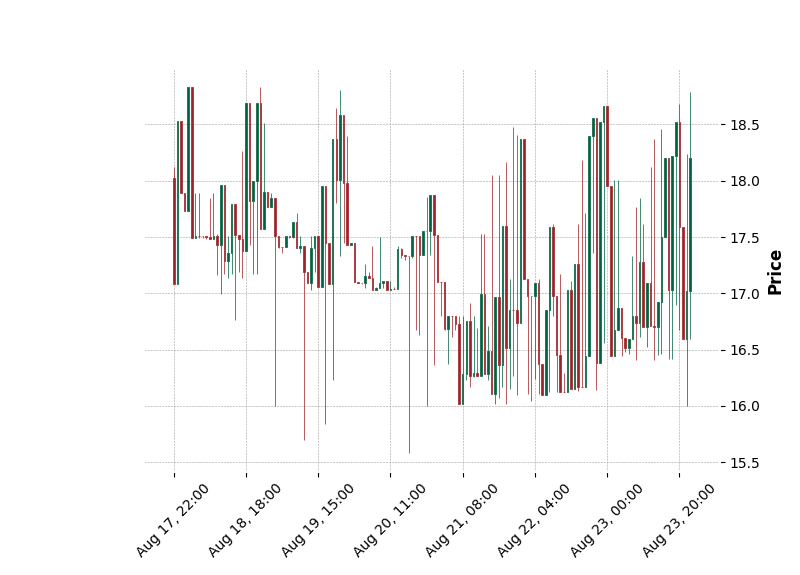 18.5
18.0
17.5
17.0
16.5
16.0
15.5
Price
Aug 17, 22:00
Aug 18, 18:00
Aug 19, 15:00
Aug 20, 11:00
Aug 21, 08:00
Aug 22, 04:00
Aug 23, 00:00
Aug 23, 20:00